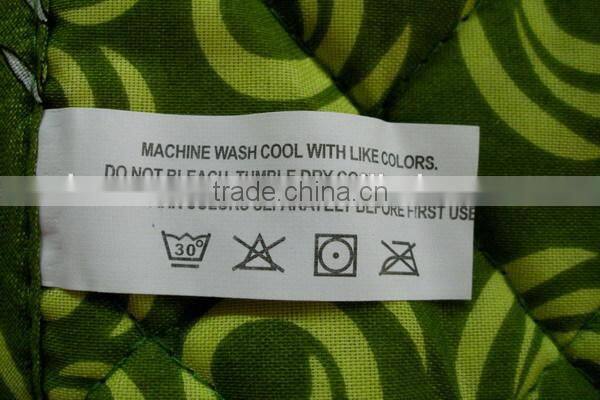 MACHINE WASH COOL WITH LIKE COLORS.
DO NOT BLEACH. TUMBLE DRY
trade.china.cn
COLORS SEPARATELY BEFORE FIRST USE
30°